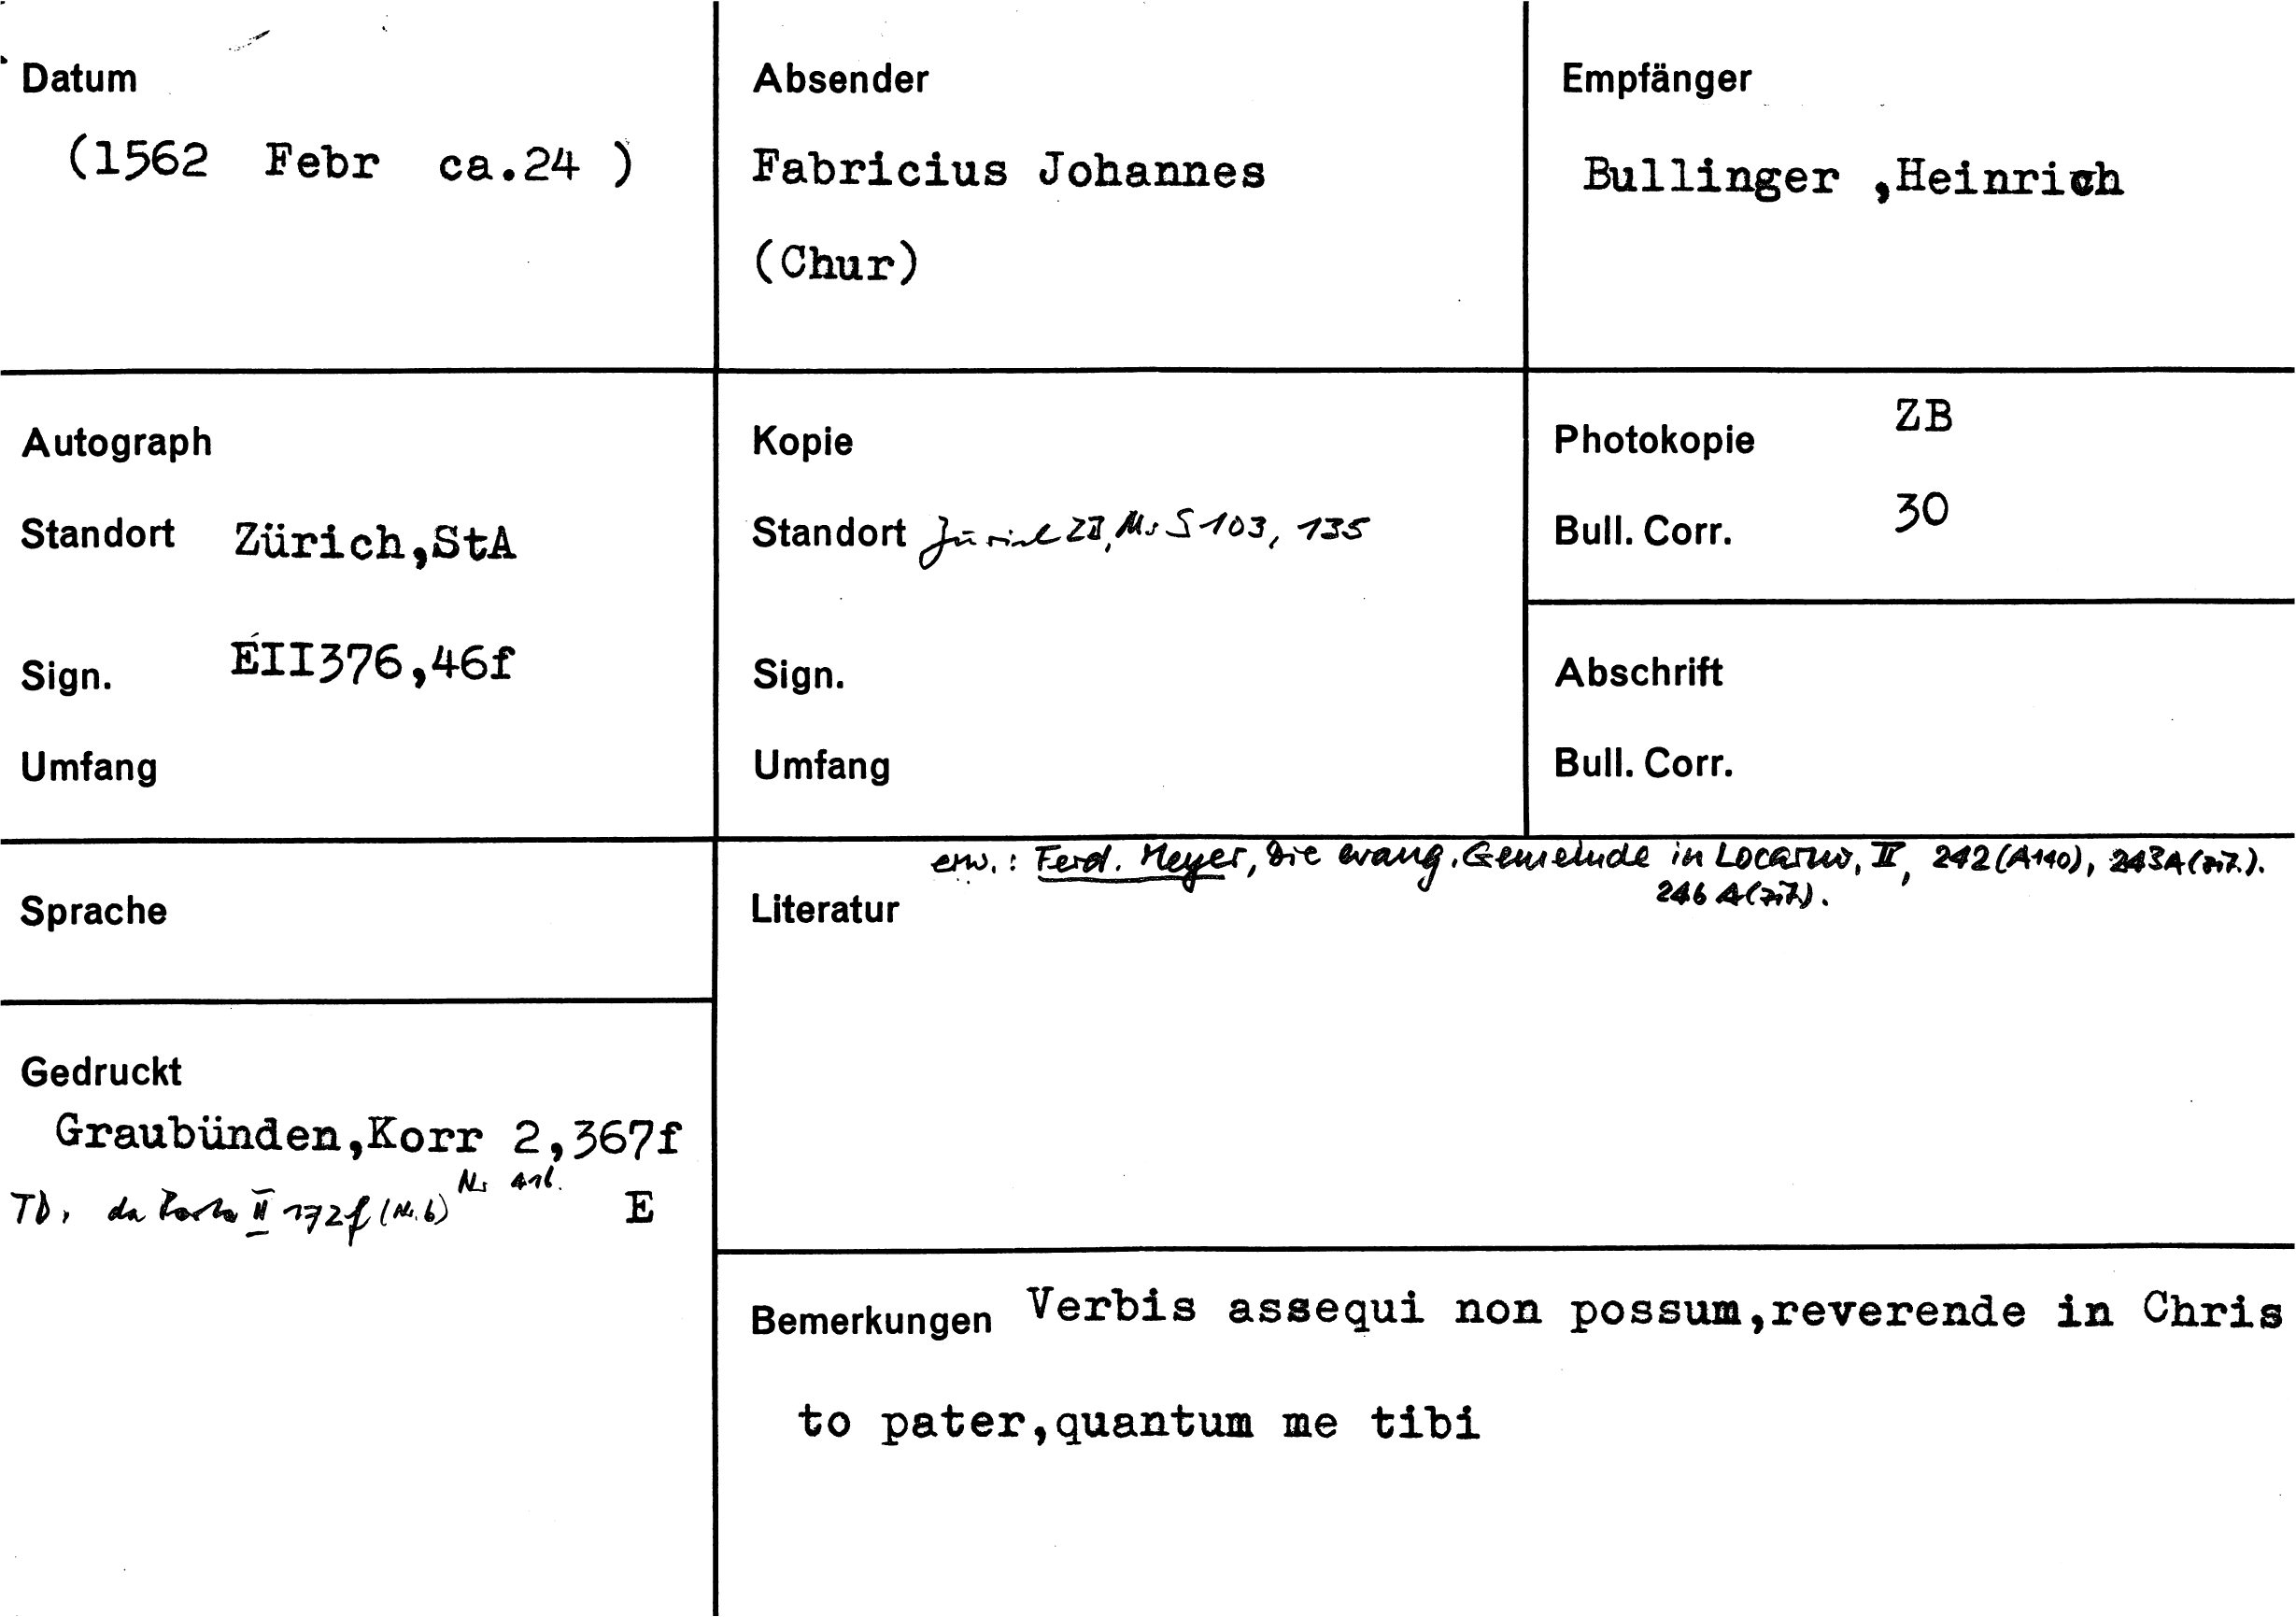 Datum
(1562 Febr ca.24 )
Absender
Fabricius Johannes
(Chur)
Empfänger
Bullinger ,Heinrich
Autograph
Standort Zürich,StA
Sign. EII376,46f
Umfang
Kopie
Standort Zürich ZB, Ms S 103, 135
Sign.
Umfang
Photokopie ZB
Bull. Corr. 30
Abschrift
Bull. Corr.
Sprache
Literatur erw.: Ferd. Meyer, Die evang. Gemeinde in Locarno, II, 242 (A140), 243A (zit.).
246 A (zit).
Gedruckt
Graubünden,Korr 2,367f
Nr 416.
TD. da Porta II 172f (Nr. 6) E
Bemerkungen Verbis assequi non possum,reverende in Chris
to pater,quantum me tibi